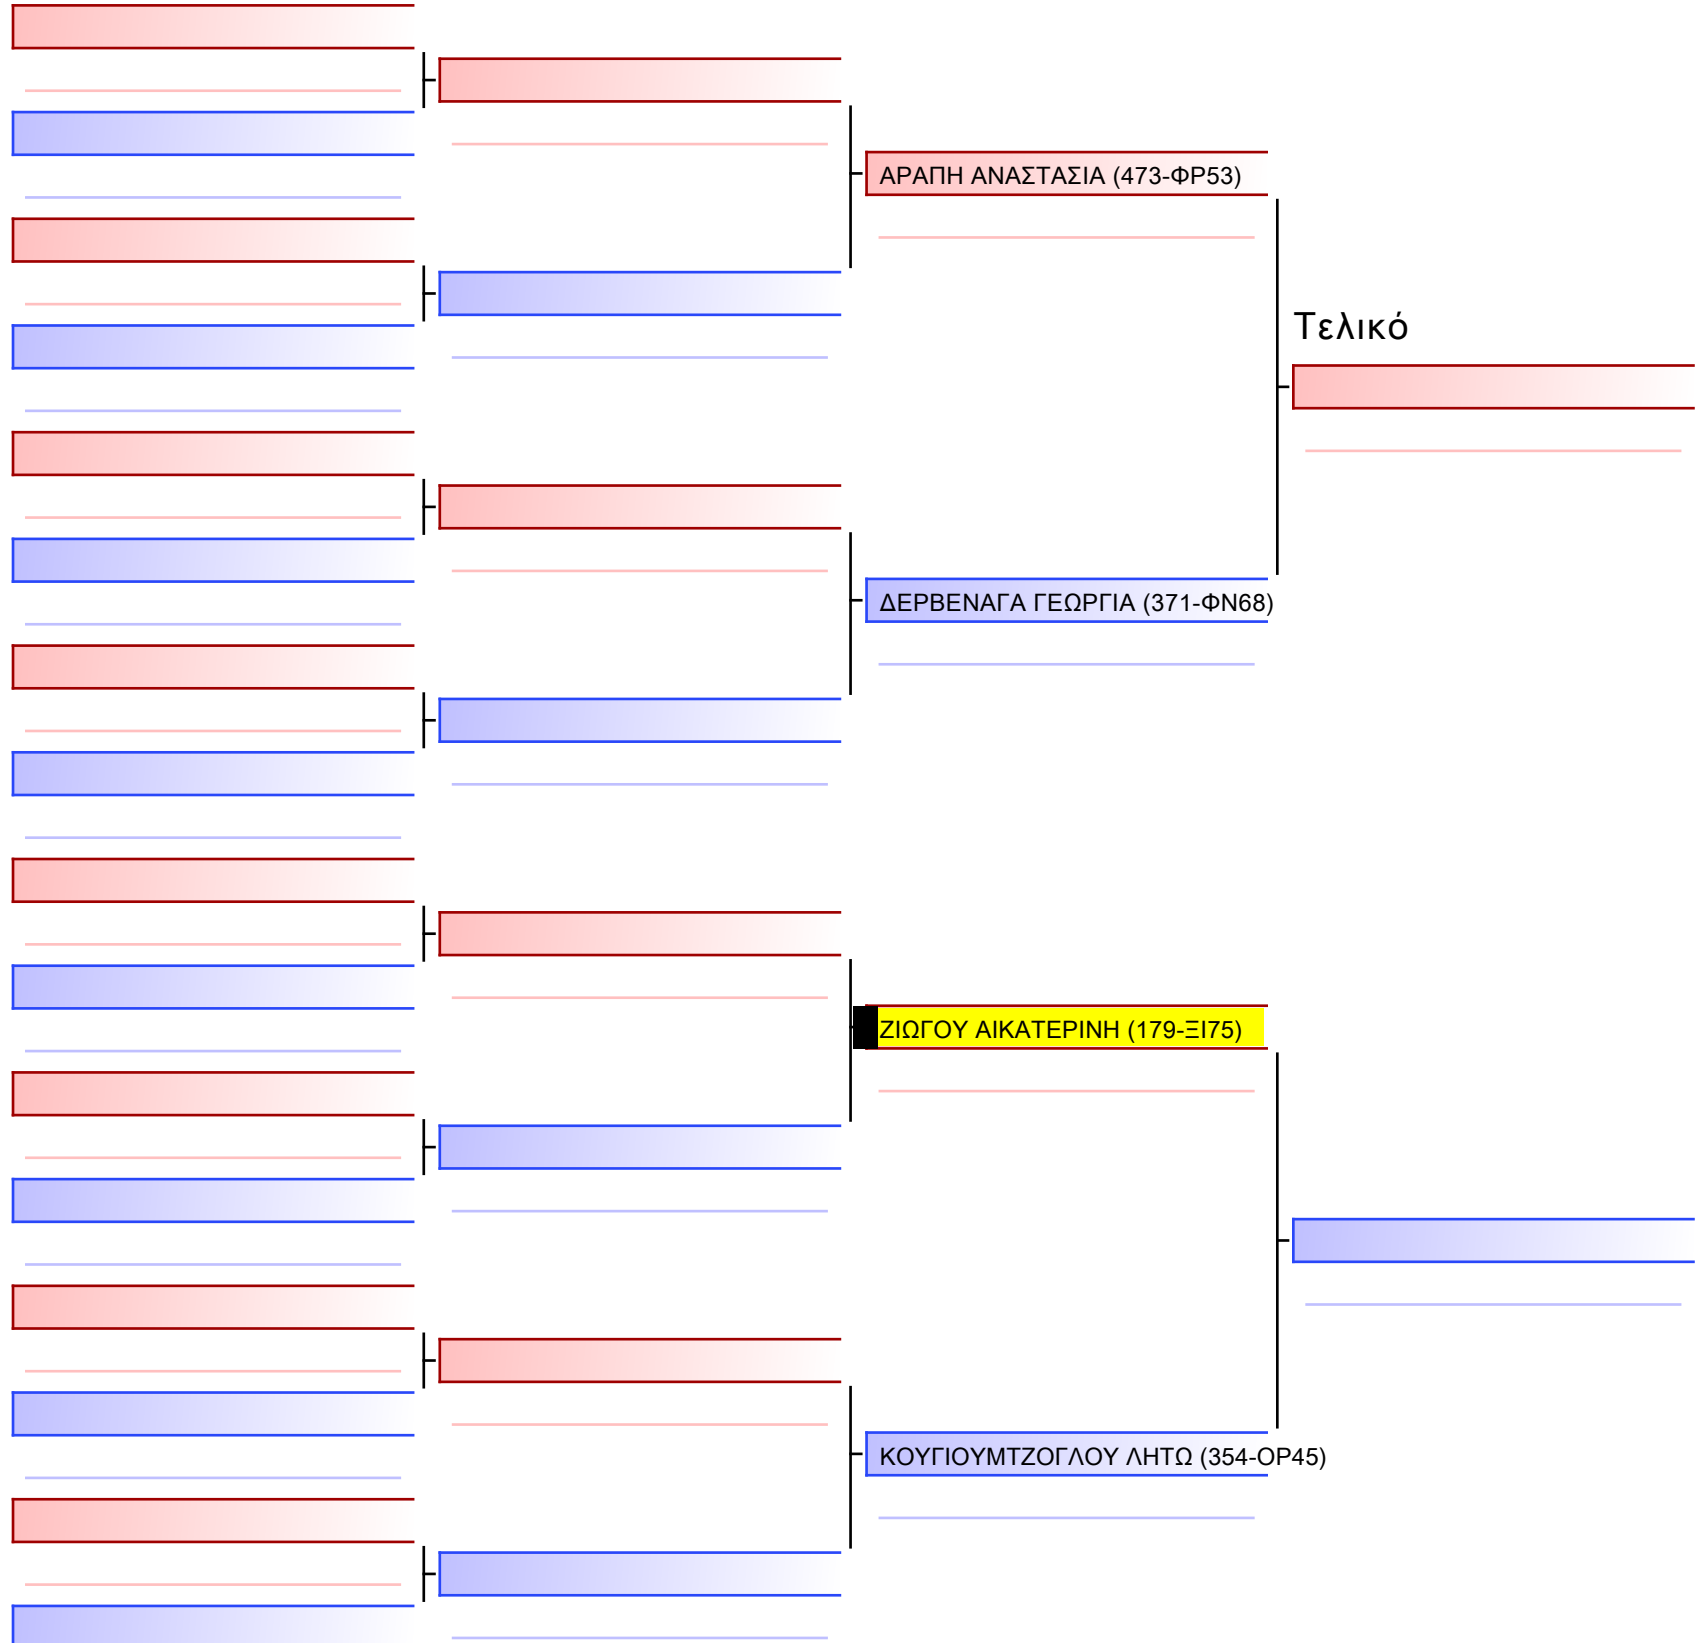 ΑΡΑΠΗ ΑΝΑΣΤΑΣΙΑ (473-ΦΡ53)
Τελικό
ΔΕΡΒΕΝΑΓΑ ΓΕΩΡΓΙΑ (371-ΦΝ68)
ΖΙΩΓΟΥ ΑΙΚΑΤΕΡΙΝΗ (179-ΞΙ75)
ΚΟΥΓΙΟΥΜΤΖΟΓΛΟΥ ΛΗΤΩ (354-ΟΡ45)